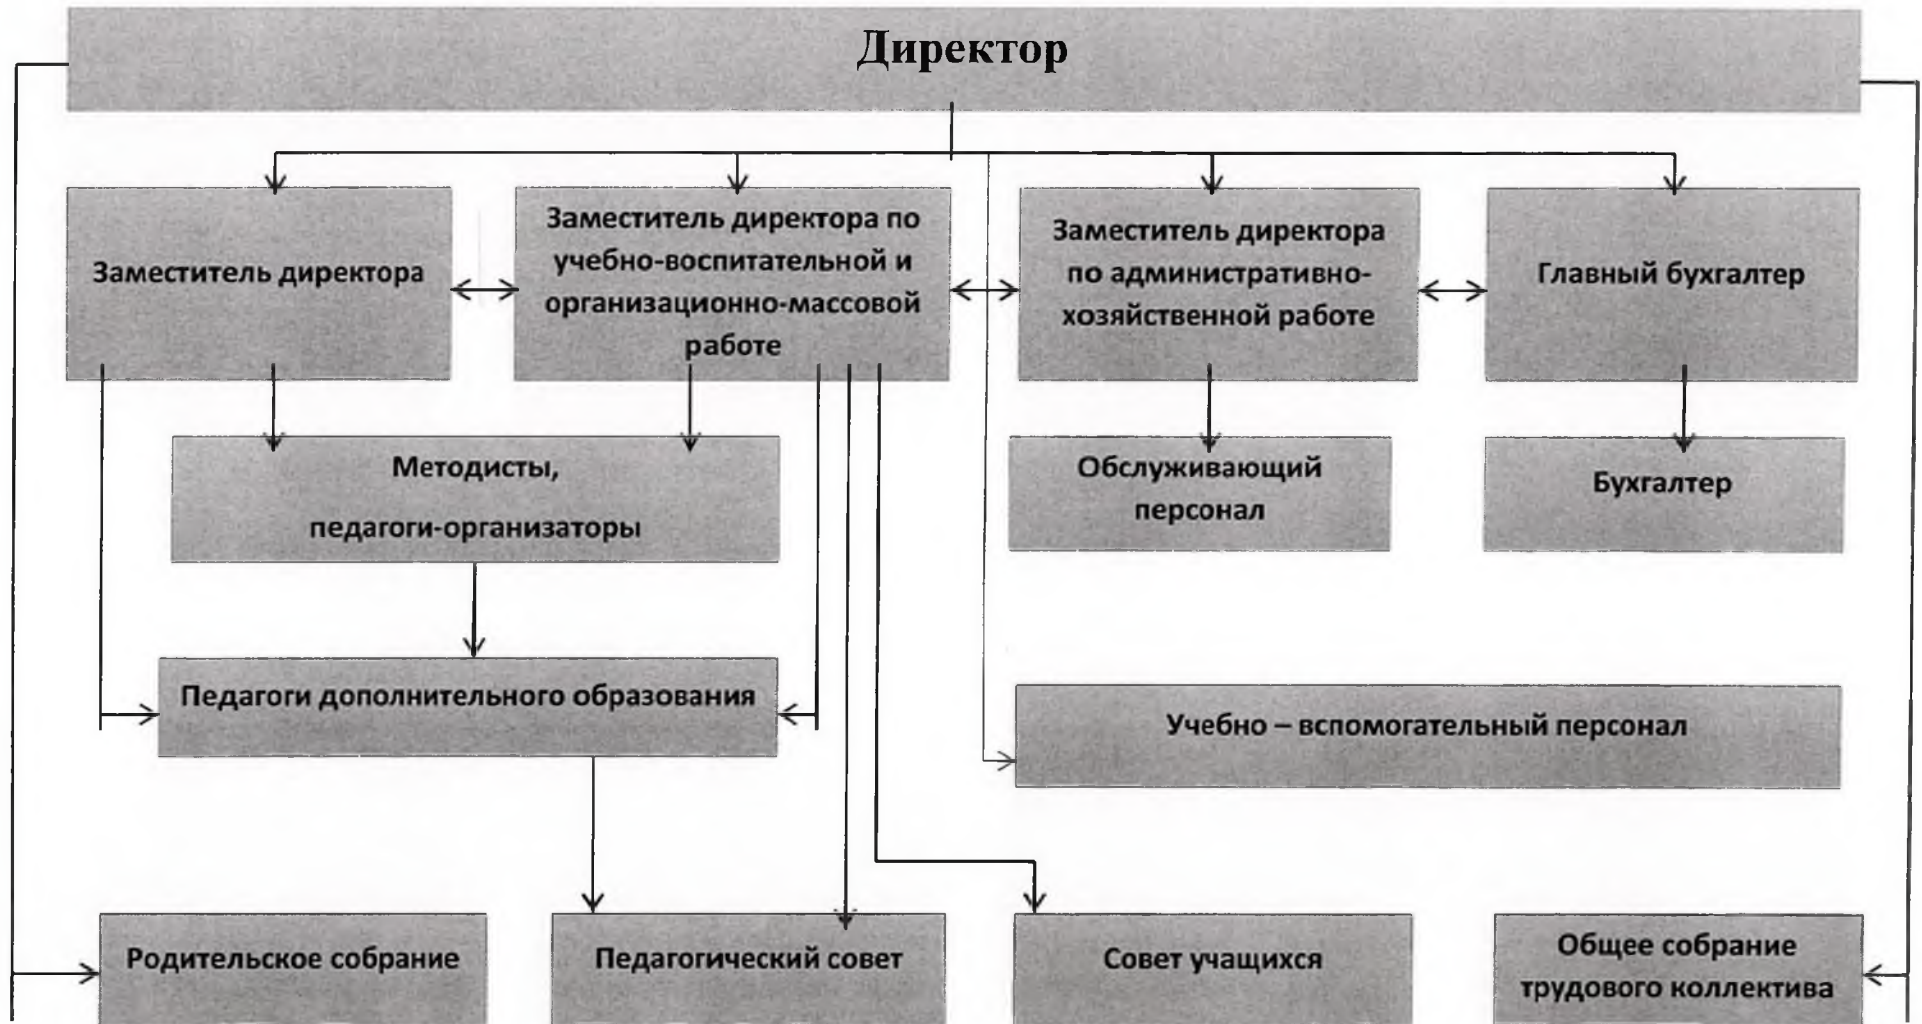 Директор
Заместитель директора
Заместитель директора по
учебно-воспитательной и
организационно-массовой
работе
Заместитель директора
по административно-
хозяйственной работе
Главный бухгалтер
Методисты,
педагоги-организаторы
Обслуживающий
персонал
Бухгалтер
Педагоги дополнительного образования
Учебно – вспомогательный персонал
Родительское собрание
Педагогический совет
Совет учащихся
Общее собрание
трудового коллектива